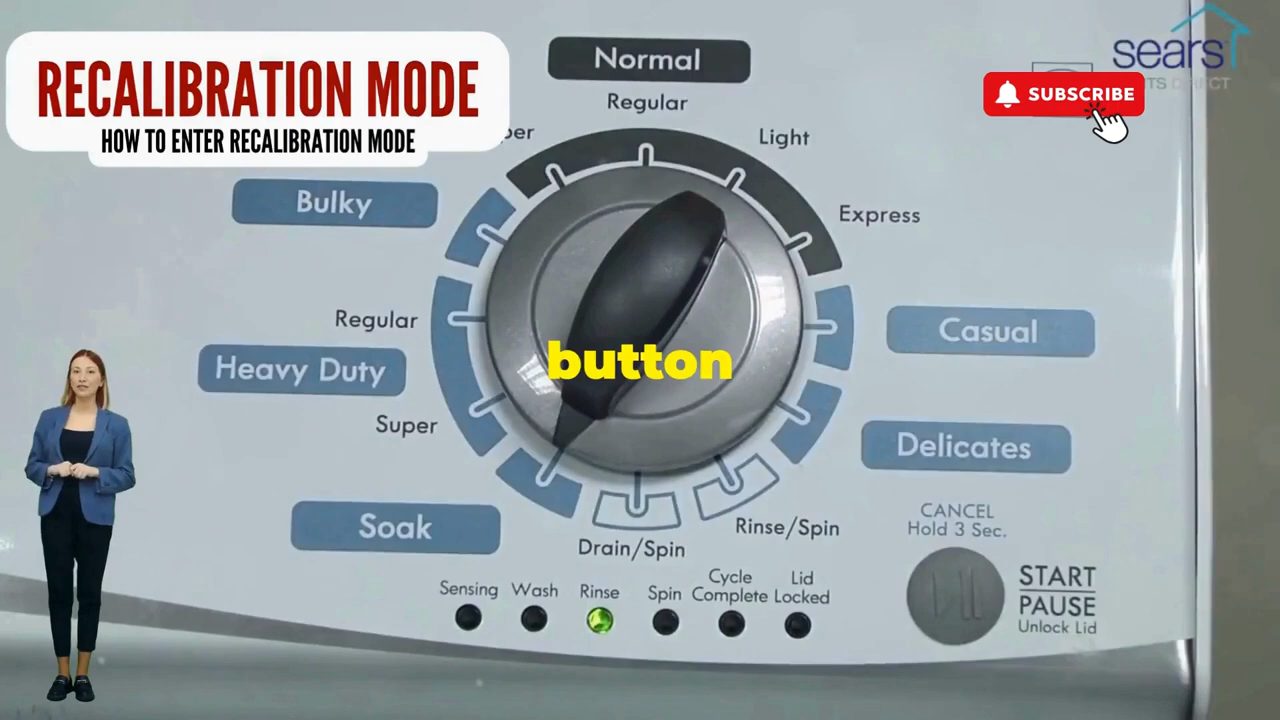 sears
RECALIBRATION MODE
HOW TO ENTER RECALIBRATION MODE
SUBSCRIBE
DIRECT
Normal
Regular
Light
Bulky
Express
Regular
Casual
Heavy Duty
button
Super
Delicates
Soak
CANCEL
Hold 3 Sec.
Rinse/Spin
Drain/Spin
Sensing
Wash
Rinse
Spin
Cycle
Complete
Lid
Locked
START
PAUSE
Unlock Lid